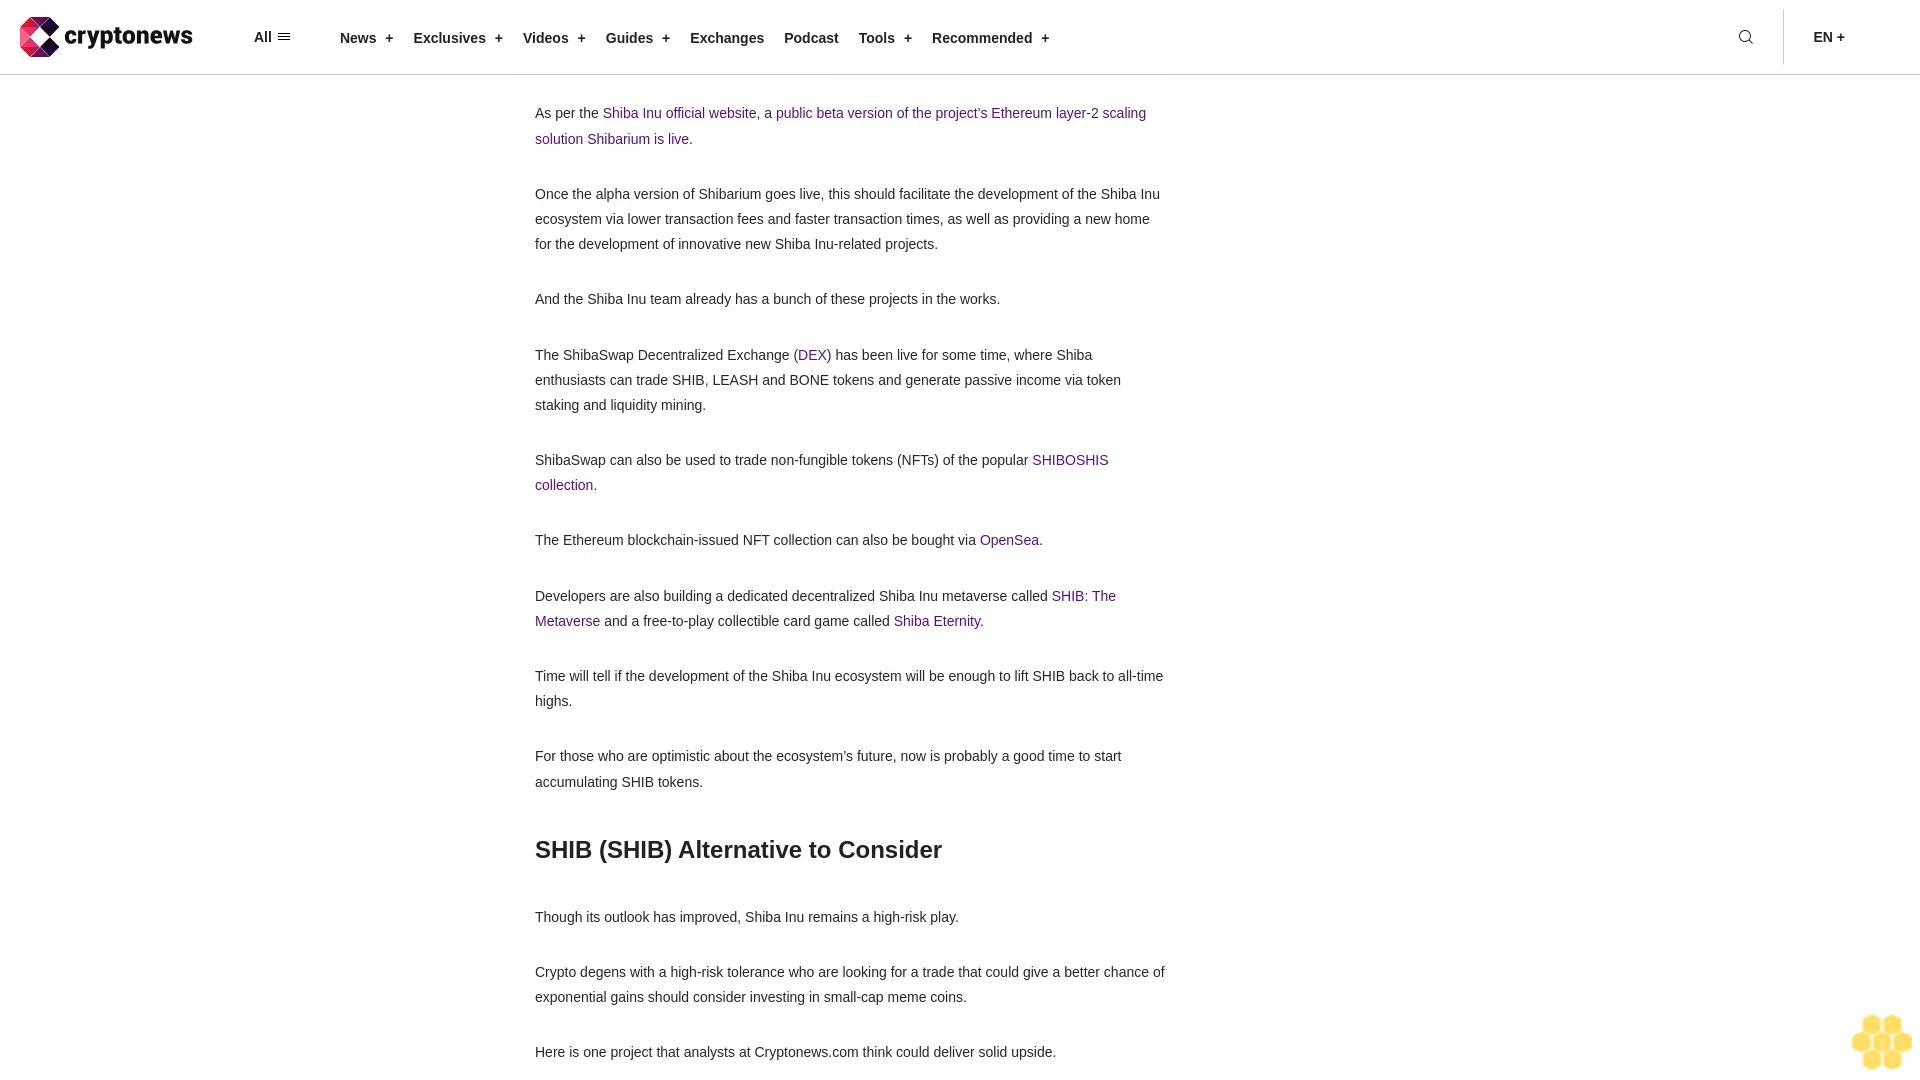 cryptonews
All
News +
Exclusives +
Videos +
Guides +
Exchanges
Podcast
Tools +
Recommended +
EN +
As per the Shiba Inu official website, a public beta version of the project's Ethereum layer-2 scaling
solution Shibarium is live.
Once the alpha version of Shibarium goes live, this should facilitate the development of the Shiba Inu
ecosystem via lower transaction fees and faster transaction times, as well as providing a new home
for the development of innovative new Shiba Inu-related projects.
And the Shiba Inu team already has a bunch of these projects in the works.
The ShibaSwap Decentralized Exchange (DEX) has been live for some time, where Shiba
enthusiasts can trade SHIB, LEASH and BONE tokens and generate passive income via token
staking and liquidity mining.
ShibaSwap can also be used to trade non-fungible tokens (NFTs) of the popular SHIBOSHIS
collection.
The Ethereum blockchain-issued NFT collection can also be bought via OpenSea.
Developers are also building a dedicated decentralized Shiba Inu metaverse called SHIB: The
Metaverse and a free-to-play collectible card game called Shiba Eternity.
Time will tell if the development of the Shiba Inu ecosystem will be enough to lift SHIB back to all-time
highs.
For those who are optimistic about the ecosystem’s future, now is probably a good time to start
accumulating SHIB tokens.
SHIB (SHIB) Alternative to Consider
Though its outlook has improved, Shiba Inu remains a high-risk play.
Crypto degens with a high-risk tolerance who are looking for a trade that could give a better chance of
exponential gains should consider investing in small-cap meme coins.
Here is one project that analysts at Cryptonews.com think could deliver solid upside.